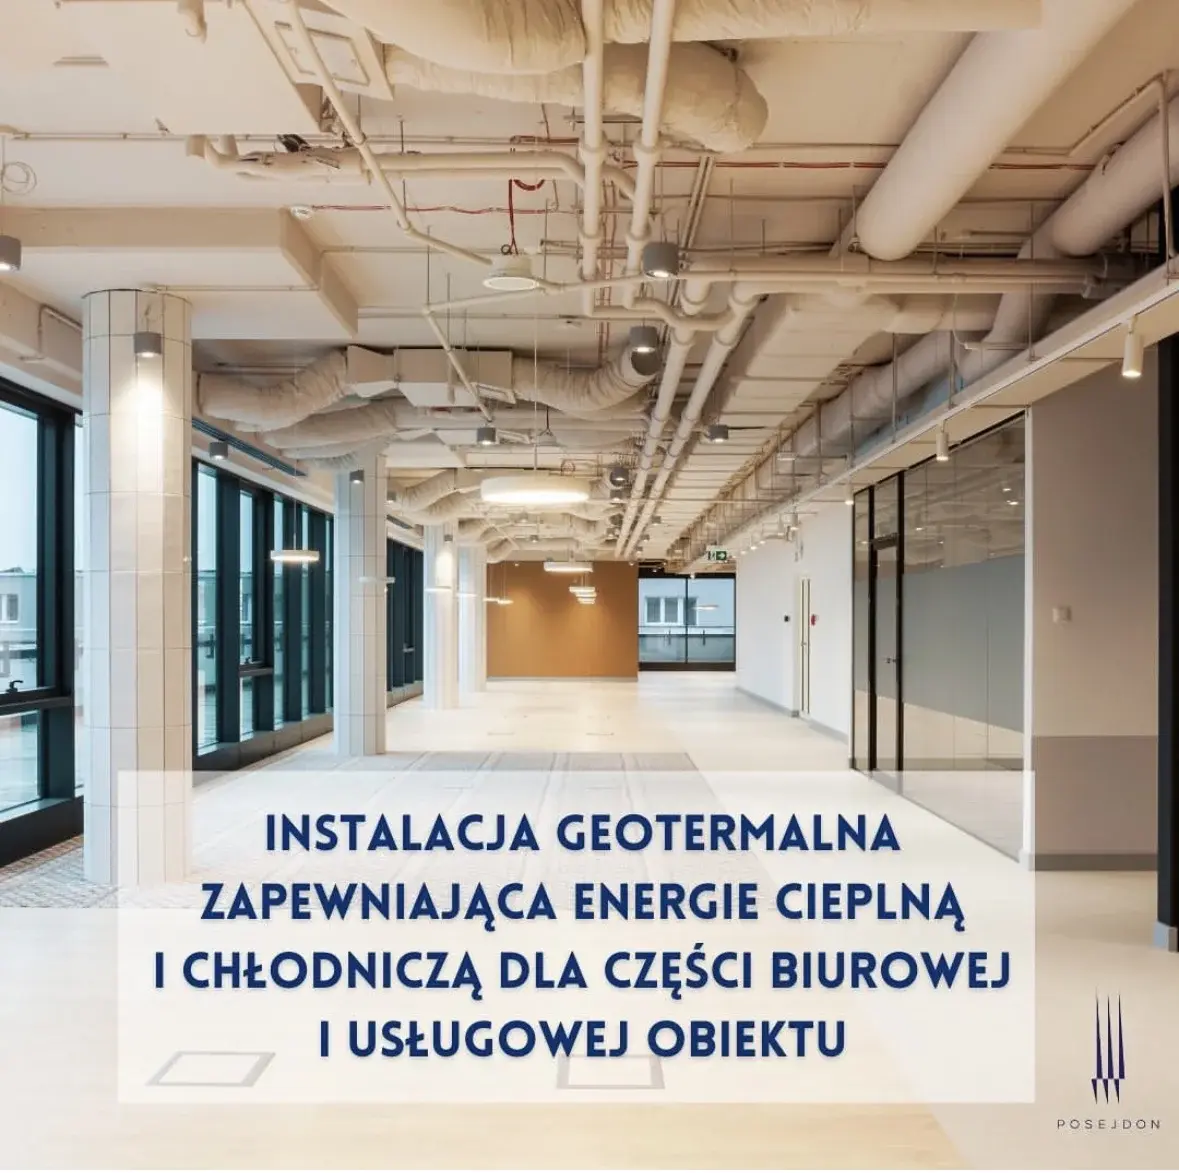 INSTALACJA GEOTERMALNA
ZAPEWNIAJĄCA ENERGIE CIEPLNĄ
I CHŁODNICZĄ DLA CZĘŚCI BIUROWEJ
I USŁUGOWEJ OBIEKTU
POSEJDON